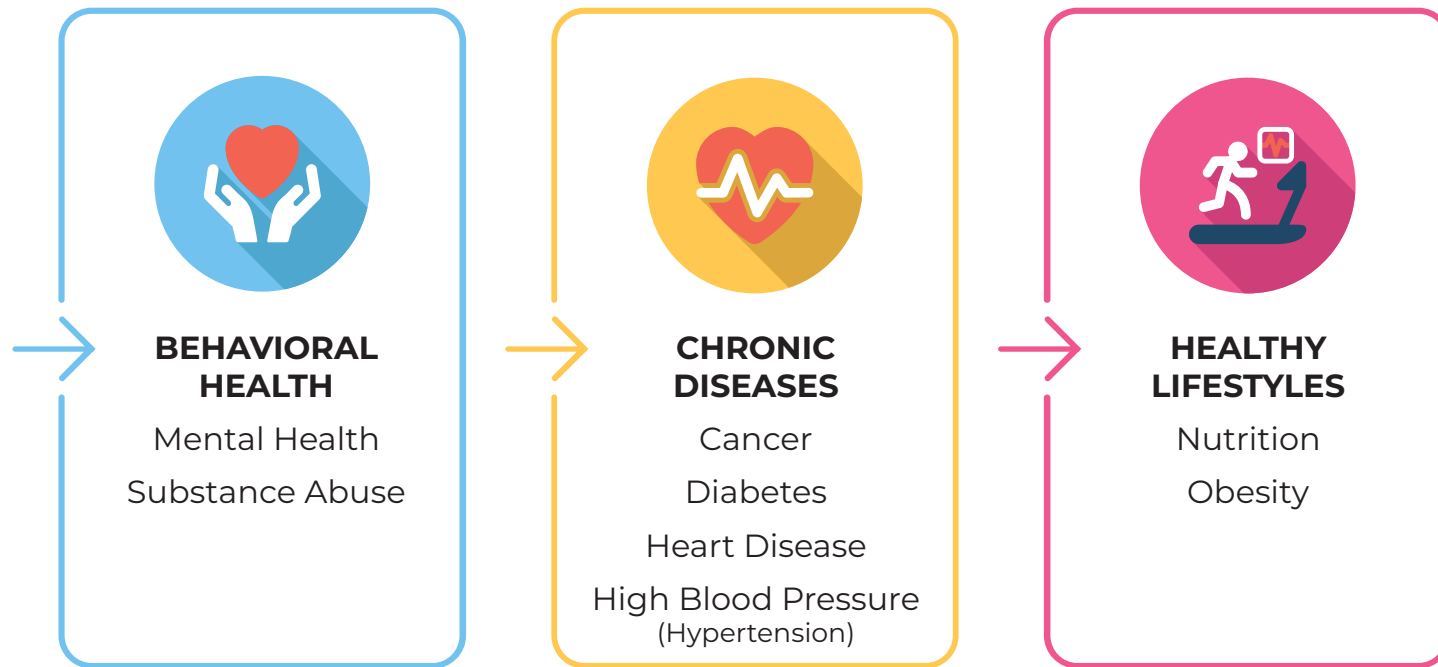 BEHAVIORAL
HEALTH
Mental Health
Substance Abuse
CHRONIC
DISEASES
Cancer
Diabetes
Heart Disease
High Blood Pressure
(Hypertension)
HEALTHY
LIFESTYLES
Nutrition
Obesity